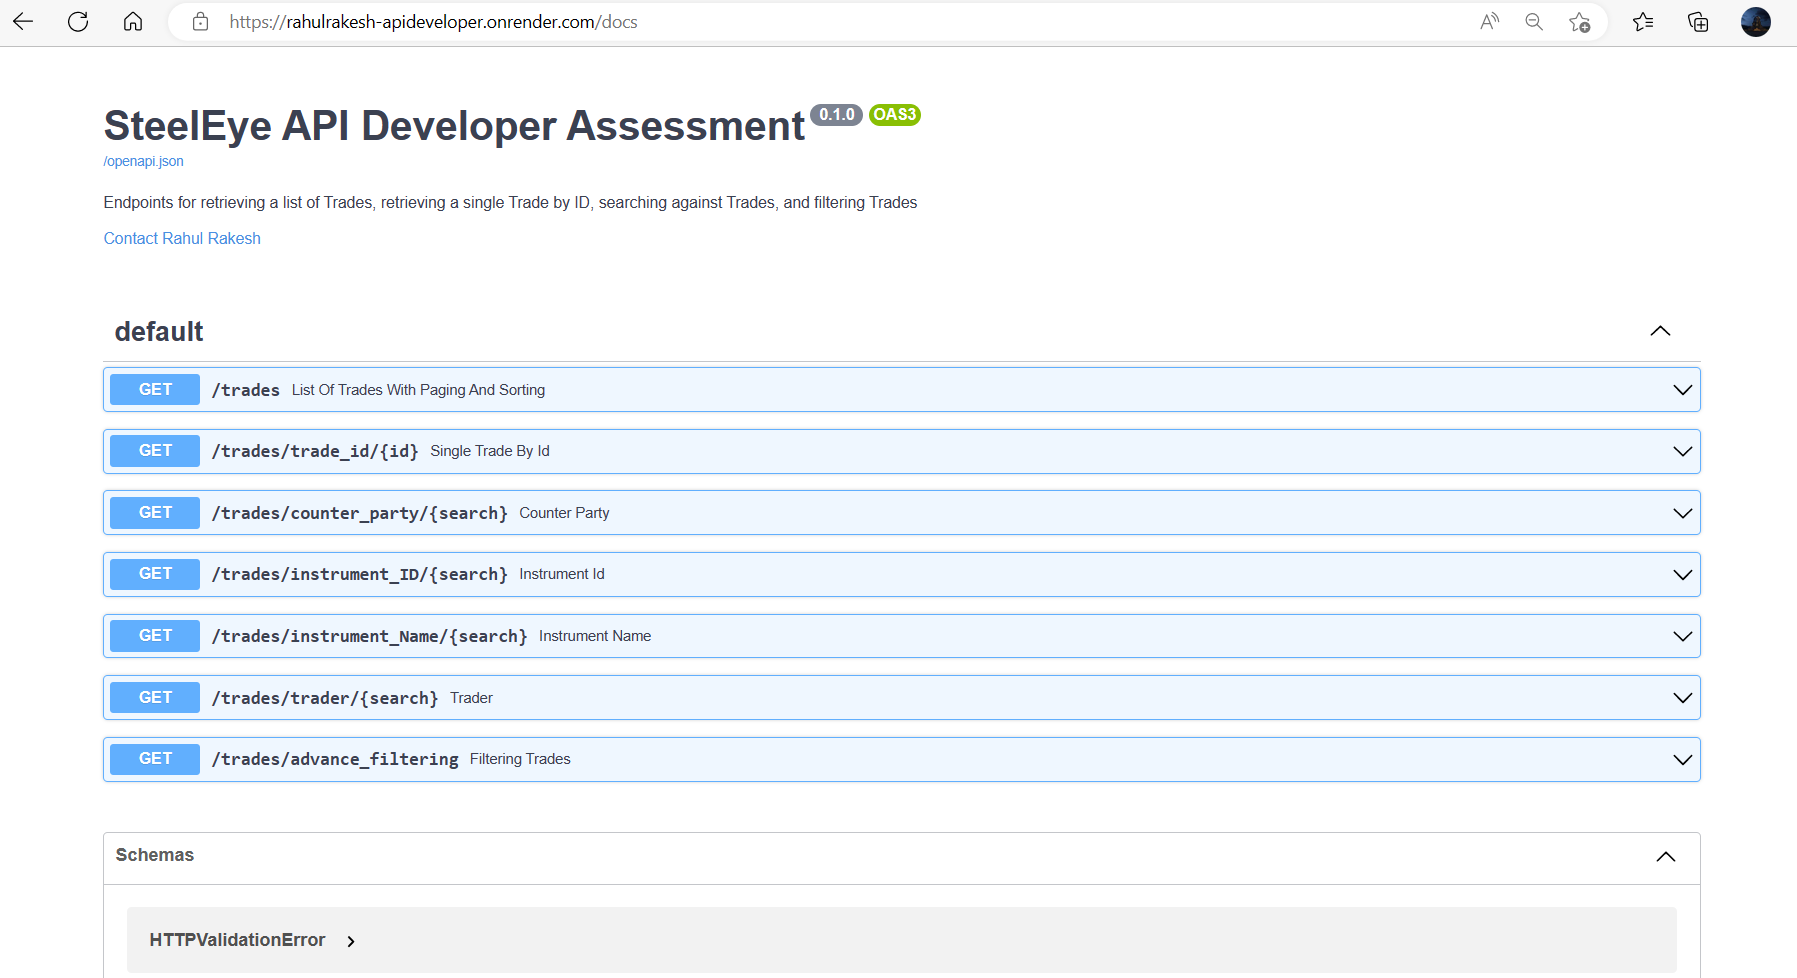 https://rahulrakesh-apideveloper.onrender.com/docs
SteelEye API Developer Assessment 0.1.0 OAS3
/openapi.json
Endpoints for retrieving a list of Trades, retrieving a single Trade by ID, searching against Trades, and filtering Trades
Contact Rahul Rakesh
default
GET /trades List Of Trades With Paging And Sorting
GET /trades/trade_id/{id} Single Trade By Id
GET /trades/counter_party/{search} Counter Party
GET /trades/instrument_ID/{search} Instrument Id
GET /trades/instrument_Name/{search} Instrument Name
GET /trades/trader/{search} Trader
GET /trades/advance_filtering Filtering Trades
Schemas
HTTPValidationError